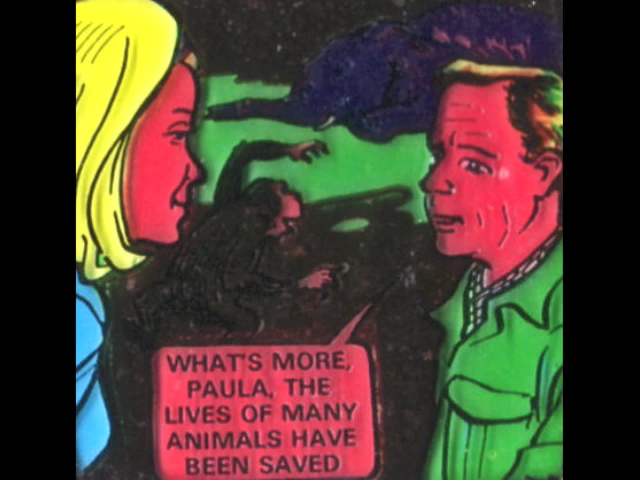 WHAT'S MORE,
PAULA, THE
LIVES OF MANY
ANIMALS HAVE
BEEN SAVED